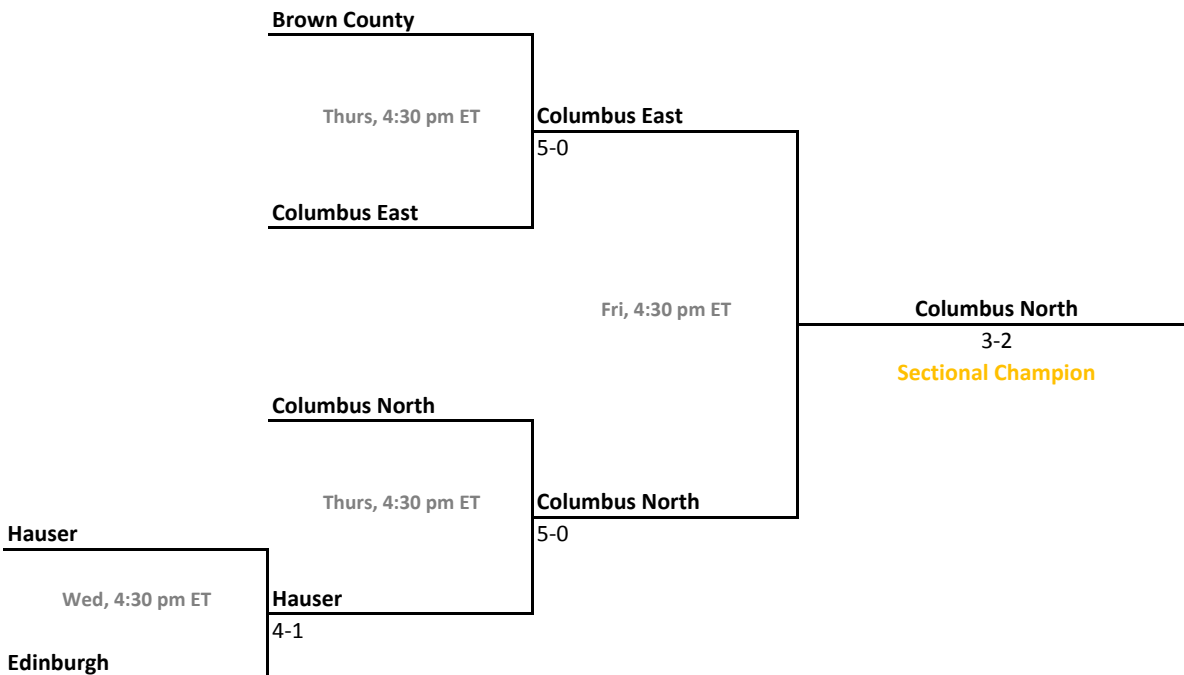 Brown County
Thurs, 4:30 pm ET
Columbus East
5-0
Columbus East
Fri, 4:30 pm ET
Columbus North
3-2
Sectional Champion
Columbus North
Thurs, 4:30 pm ET
Columbus North
5-0
Hauser
Wed, 4:30 pm ET
Hauser
4-1
Edinburgh